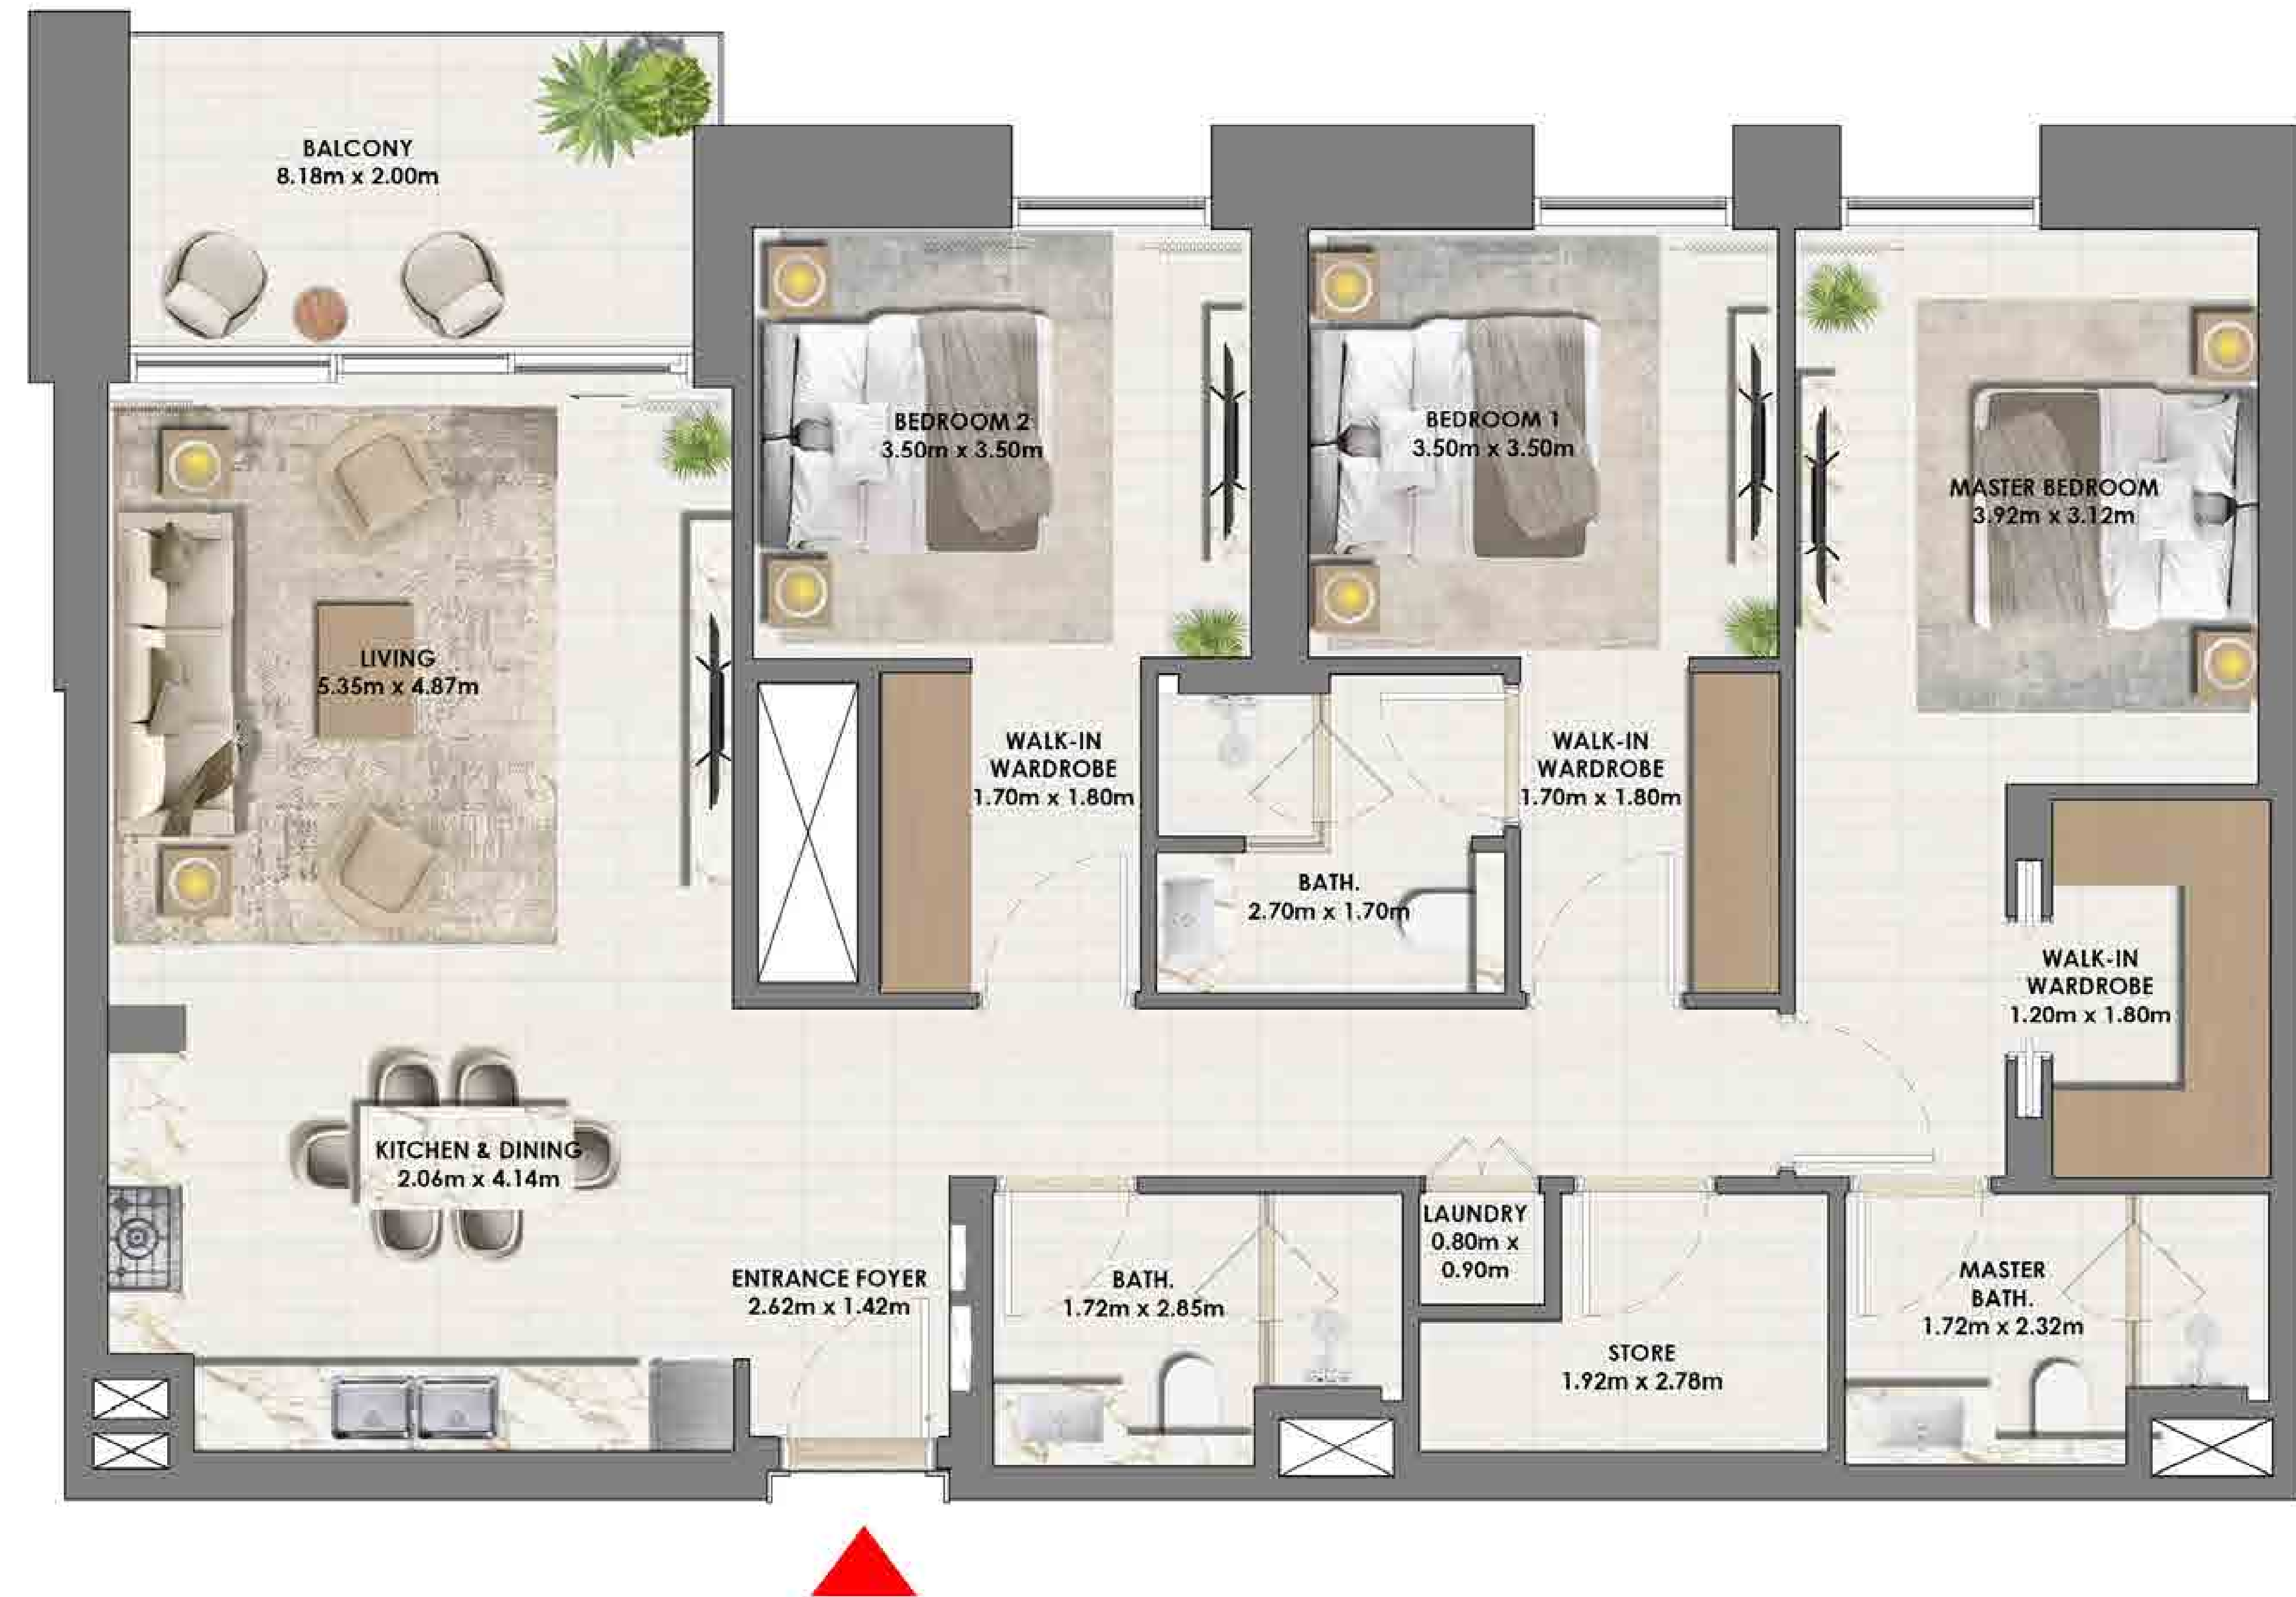 BALCONY
8.18m x 2.00m
BEDROOM 2
3.50m x 3.50m
BEDROOM 1
3.50m x 3.50m
MASTER BEDROOM
3.92m x 3.12m
LIVING
5.35m x 4.87m
WALK-IN
WARDROBE
1.70m x 1.80m
WALK-IN
WARDROBE
1.70m x 1.80m
BATH.
2.70m x 1.70m
WALK-IN
WARDROBE
1.20m x 1.80m
KITCHEN & DINING
2.06m x 4.14m
ENTRANCE FOYER
2.62m x 1.42m
BATH.
1.72m x 2.85m
LAUNDRY
0.80m x
0.90m
STORE
1.92m x 2.78m
MASTER
BATH.
1.72m x 2.32m